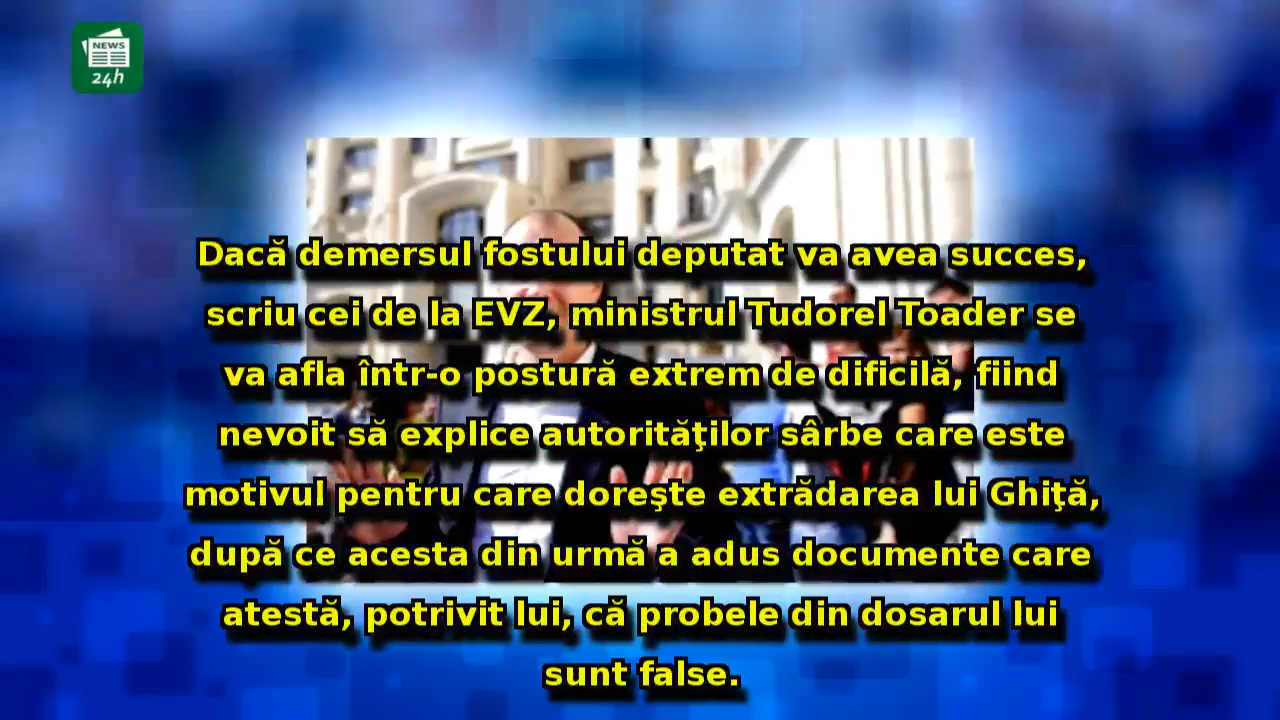 NEWS
24h
Dacă demersul fostului deputat va avea succes,
scriu cei de la EVZ, ministrul Tudorel Toader se
va afla într-o postură extrem de dificilă, fiind
nevoit să explice autorităţilor sârbe care este
motivul pentru care doreşte extrădarea lui Ghiţă,
după ce acesta din urmă a adus documente care
atestă, potrivit lui, că probele din dosarul lui
sunt false.